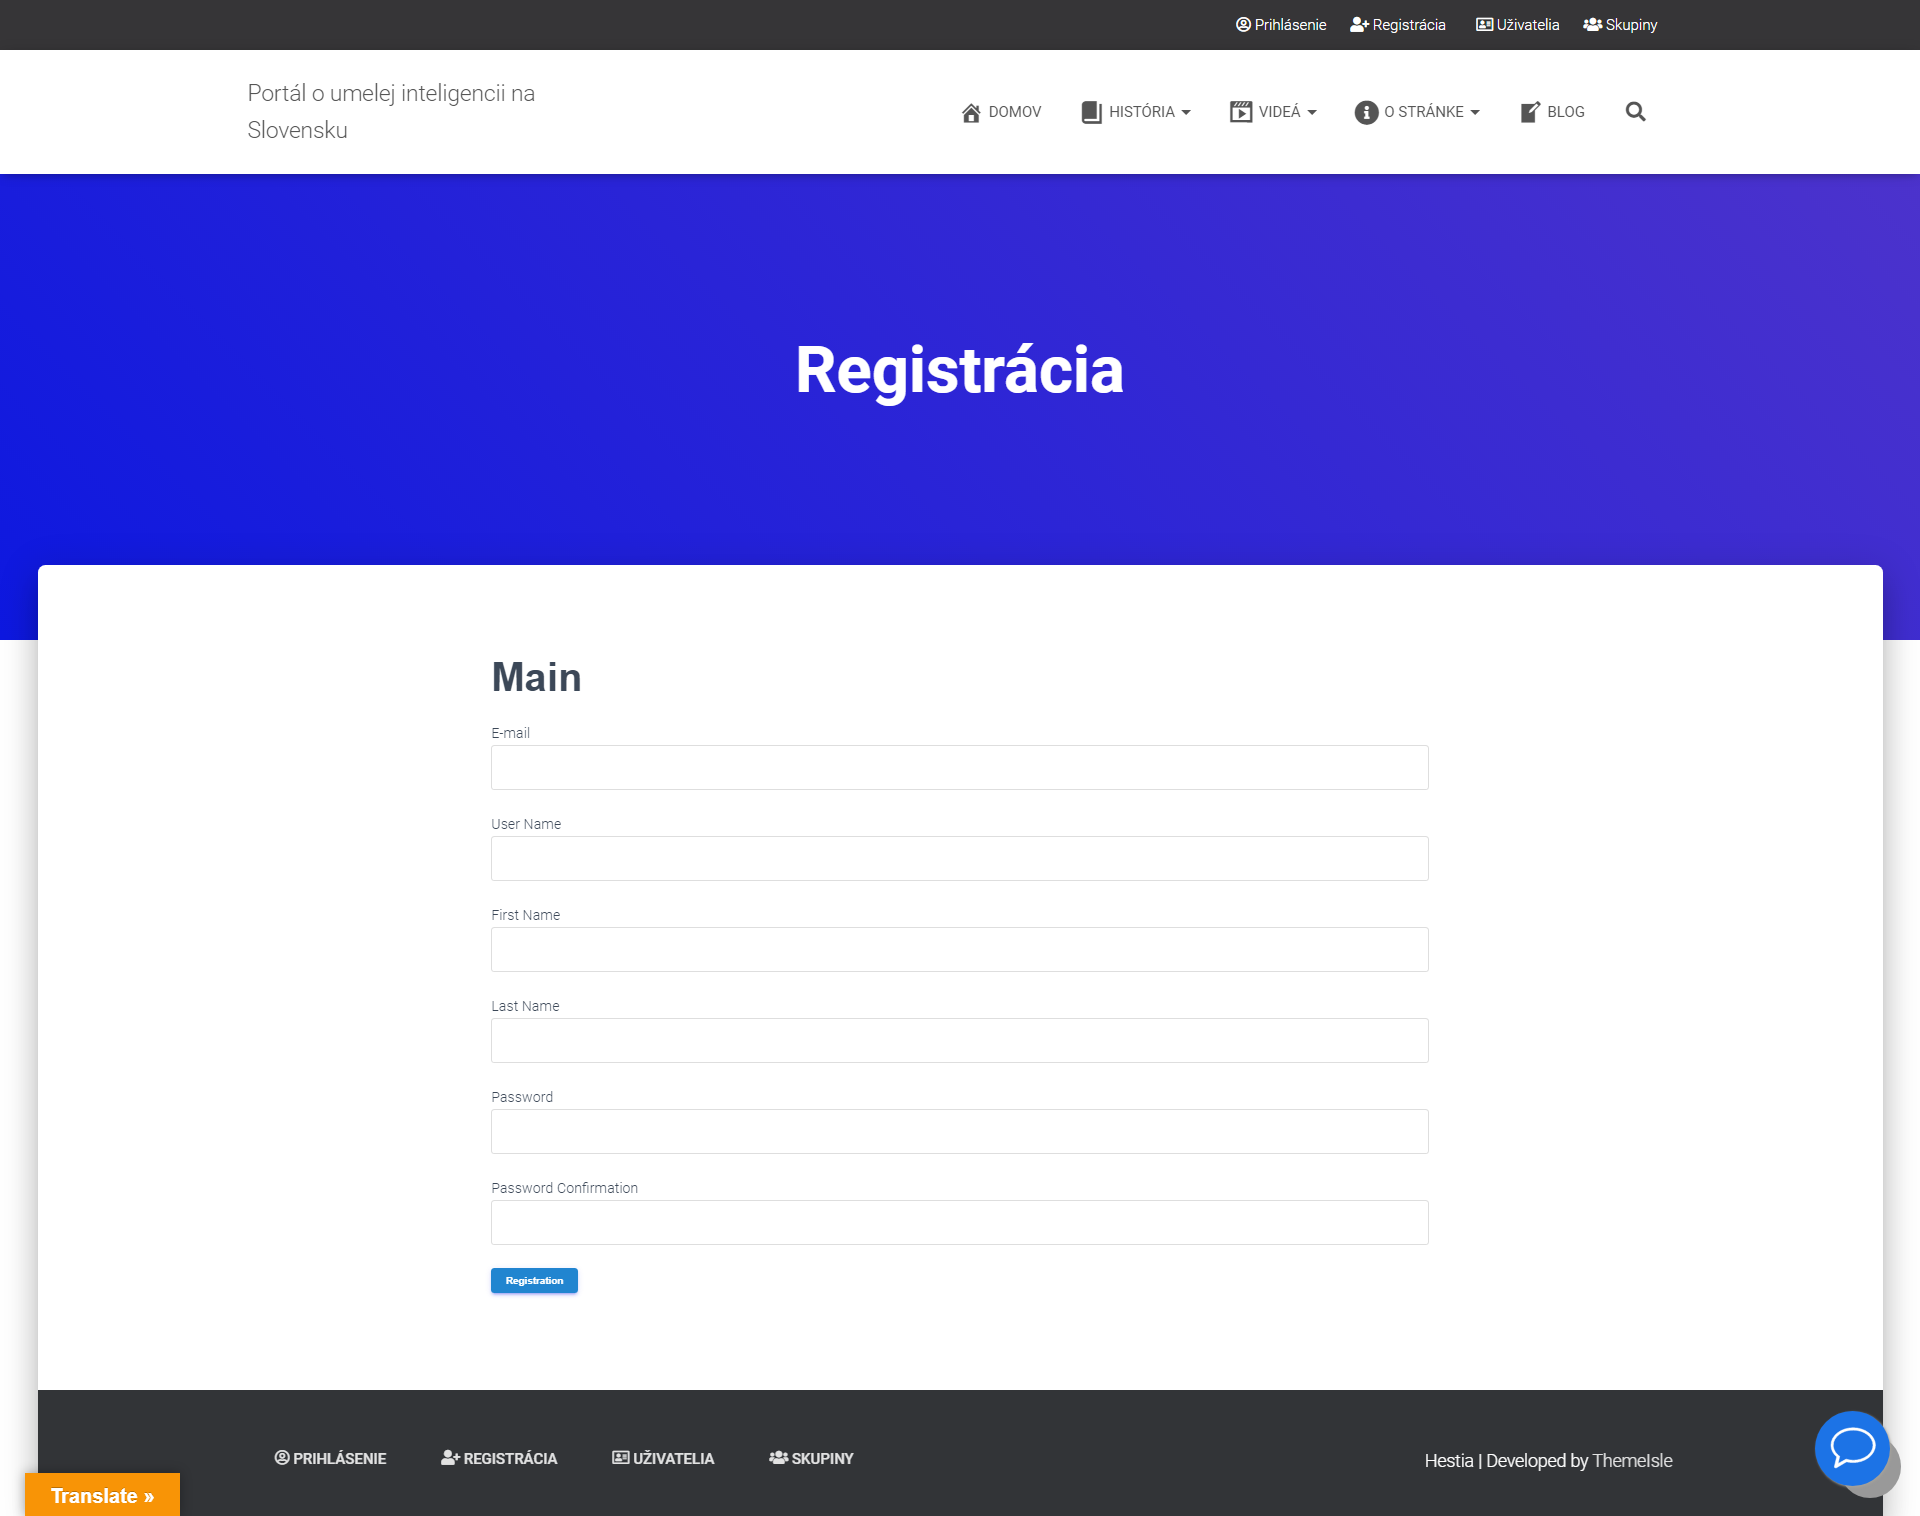 Prihlásenie Registrácia Uživatelia Skupiny
Portál o umelej inteligencii na
Slovensku
DOMOV HISTÓRIA VIDEÁ O STRÁNKE BLOG
Registrácia
Main
E-mail
User Name
First Name
Last Name
Password
Password Confirmation
Registration
PRIHLÁSENIE REGISTRÁCIA UŽIVATELIA SKUPINY
Hestia | Developed by ThemeIsle
Translate »